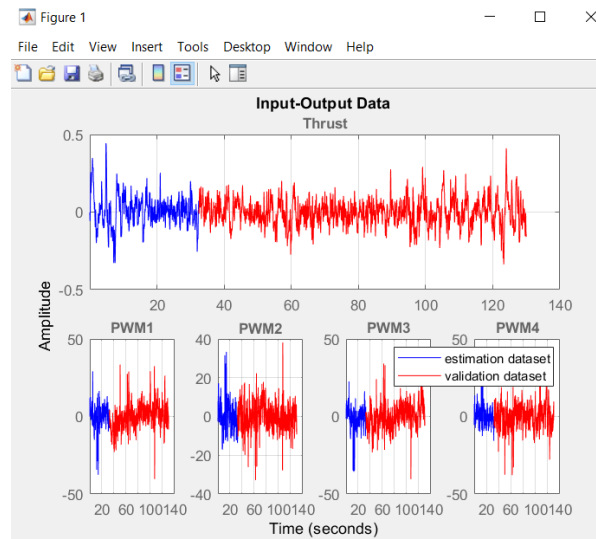 Figure 1
File Edit View Insert Tools Desktop Window Help
Input-Output Data
Thrust
0.5
0
-0.5
20 40 60 80 100 120 140
Amplitude
PWM1 PWM2 PWM3 PWM4
50 40 50 50
20
0 0 0 0
-20
-50 -40 -50 -50
estimation dataset
validation dataset
20 60 100140 20 60 100140 20 60 100140 20 60 100140
Time (seconds)